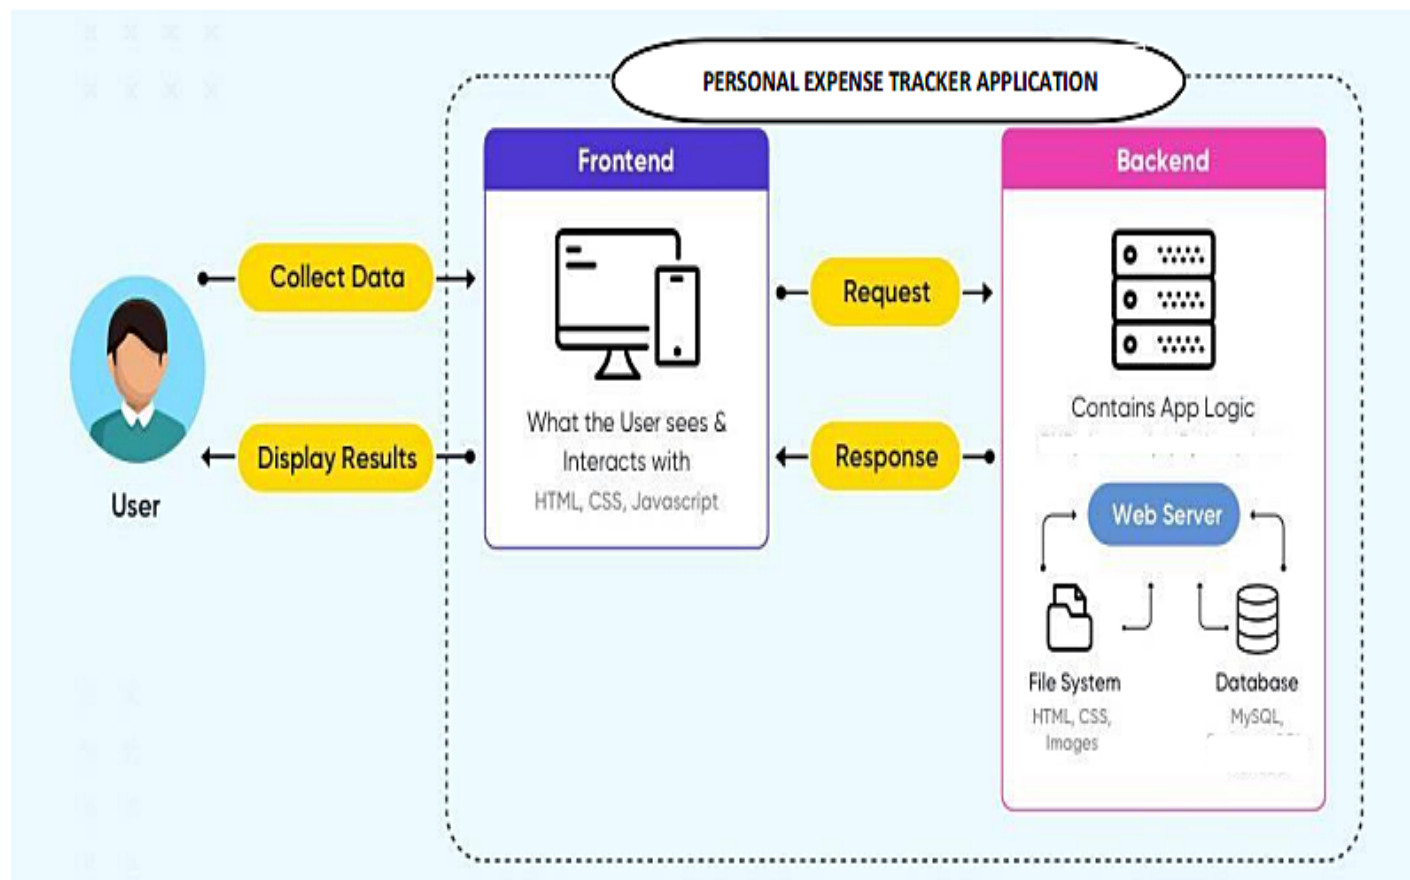 PERSONAL EXPENSE TRACKER APPLICATION
Frontend
Backend
Collect Data
Request
What the User sees &
Interacts with
HTML, CSS, Javascript
Contains App Logic
Display Results
Response
User
Web Server
File System
HTML, CSS,
Images
Database
MySQL,